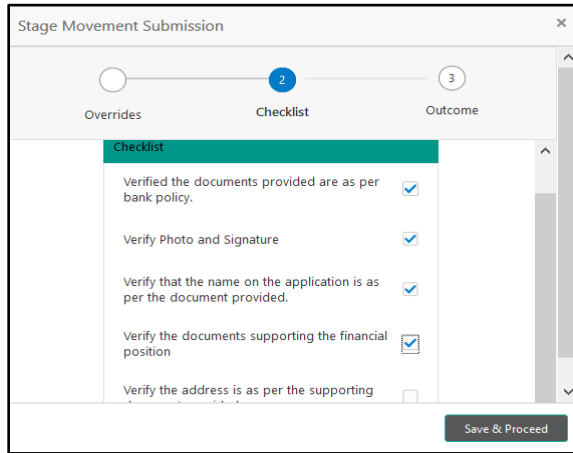 Stage Movement Submission ×
2 3
Overrides Checklist Outcome
Checklist
Verified the documents provided are as per
bank policy.
Verify Photo and Signature
Verify that the name on the application is as
per the document provided.
Verify the documents supporting the financial
position
Verify the address is as per the supporting
Save & Proceed